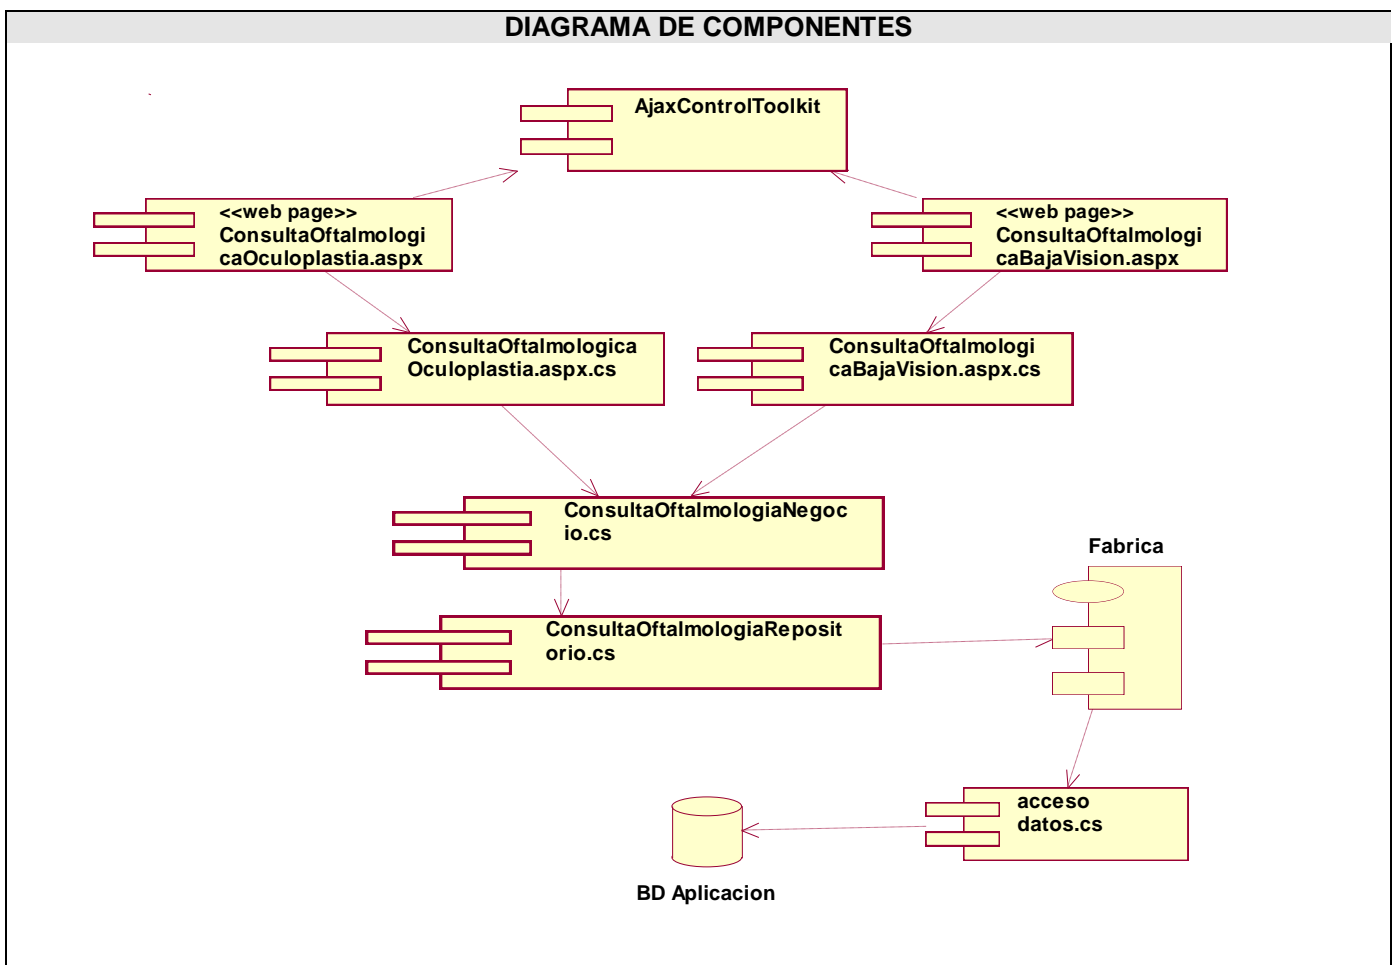 DIAGRAMA DE COMPONENTES
AjaxControlToolkit
<<web page>>
ConsultaOftalmologi
caOculoplastia.aspx
<<web page>>
ConsultaOftalmologi
caBajaVision.aspx
ConsultaOftalmologica
Oculoplastia.aspx.cs
ConsultaOftalmologi
caBajaVision.aspx.cs
ConsultaOftalmologiaNegoc
io.cs
Fabrica
ConsultaOftalmologiaReposit
orio.cs
acceso
datos.cs
BD Aplicacion